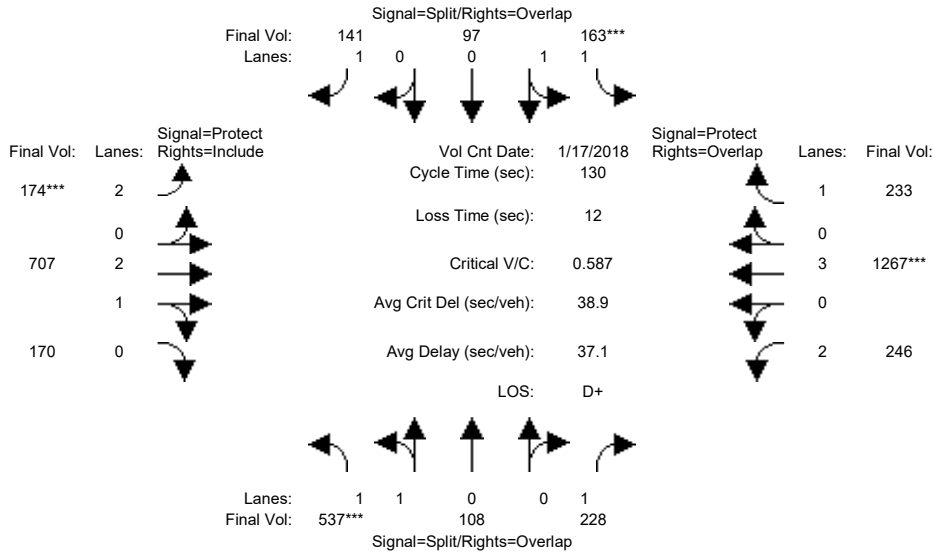 Signal=Split/Rights=Overlap
Final Vol: 141 97 163***
Lanes: 1 0 0 1 1
Signal=Protect
Final Vol: Lanes: Rights=Include
Vol Cnt Date: 1/17/2018
Signal=Protect
Rights=Overlap Lanes: Final Vol:
Cycle Time (sec): 130
174*** 2
1 233
Loss Time (sec): 12
0
0
707 2
Critical V/C: 0.587
3 1267***
1
Avg Crit Del (sec/veh): 38.9
0
170 0
Avg Delay (sec/veh): 37.1
2 246
LOS: D+
Lanes: 1 1 0 0 1
Final Vol: 537*** 108 228
Signal=Split/Rights=Overlap